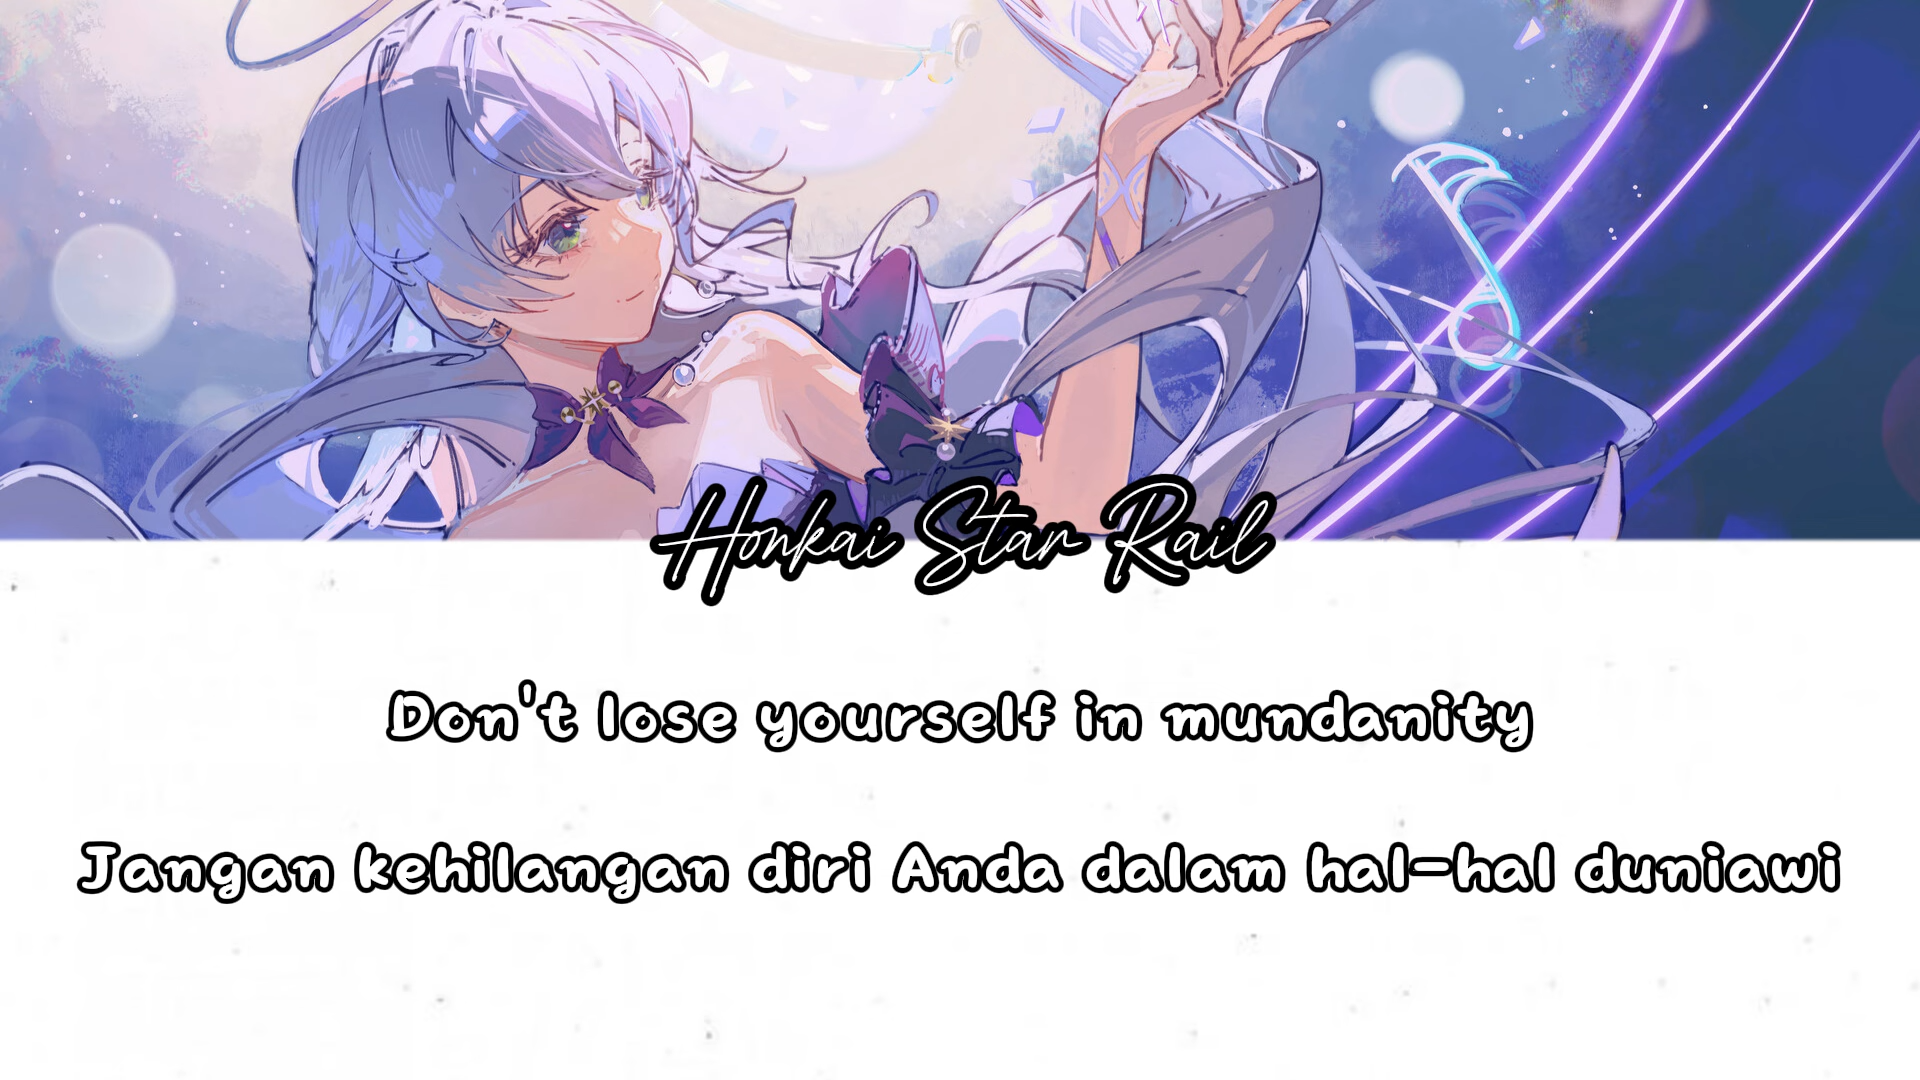 Honkai Star Rail
Don't lose yourself in mundanity
Jangan kehilangan diri Anda dalam hal-hal duniawi